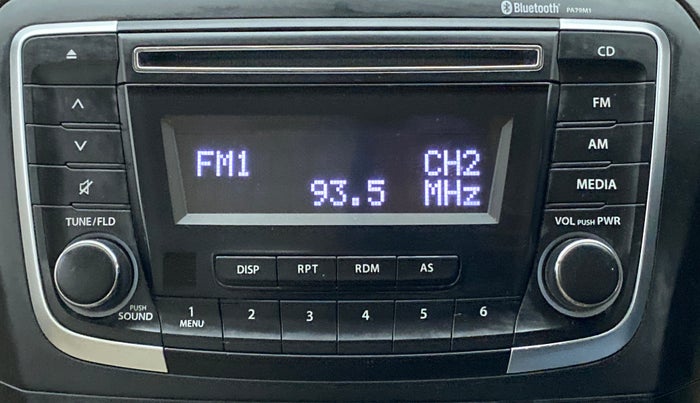 Bluetooth® PA79M1
CD
FM
AM
MEDIA
FM1 CH2
93.5 MHz
TUNE/FLD
VOL PUSH PWR
DISP RPT RDM AS
PUSH
SOUND
1 2 3 4 5 6
MENU